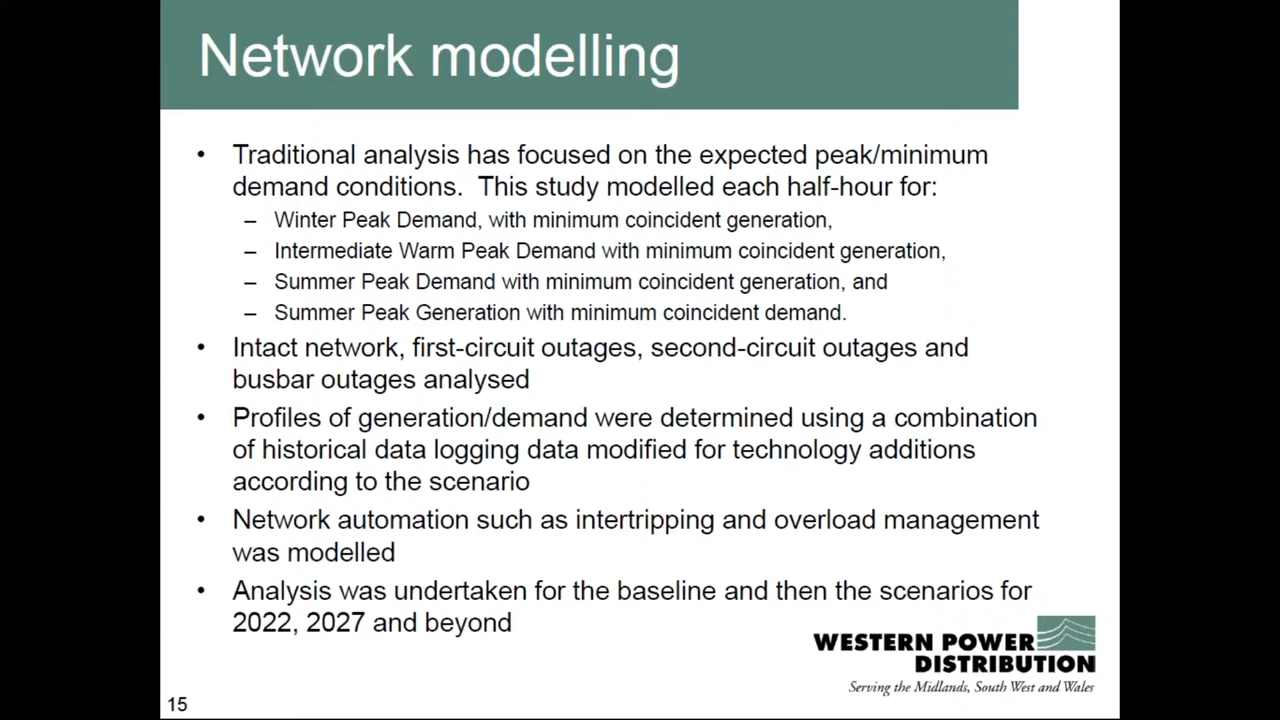 Network modelling
• Traditional analysis has focused on the expected peak/minimum
demand conditions.  This study modelled each half-hour for:
– Winter Peak Demand, with minimum coincident generation,
– Intermediate Warm Peak Demand with minimum coincident generation,
– Summer Peak Demand with minimum coincident generation, and
– Summer Peak Generation with minimum coincident demand.
• Intact network, first-circuit outages, second-circuit outages and
busbar outages analysed
• Profiles of generation/demand were determined using a combination
of historical data logging data modified for technology additions
according to the scenario
• Network automation such as intertripping and overload management
was modelled
• Analysis was undertaken for the baseline and then the scenarios for
2022, 2027 and beyond
WESTERN POWER
DISTRIBUTION
Serving the Midlands, South West and Wales
15